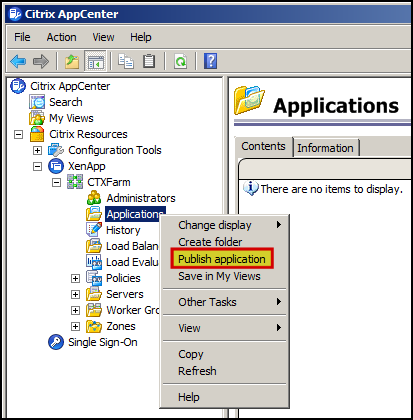 Citrix AppCenter
File Action View Help
Citrix AppCenter
Search
My Views
Citrix Resources
Configuration Tools
XenApp
CTXFarm
Administrators
Applications
History
Load Balan
Load Evalua
Policies
Servers
Worker Gro
Zones
Single Sign-On
Change display
Create folder
Publish application
Save in My Views
Other Tasks
View
Copy
Refresh
Help
Applications
Contents Information
There are no items to display.